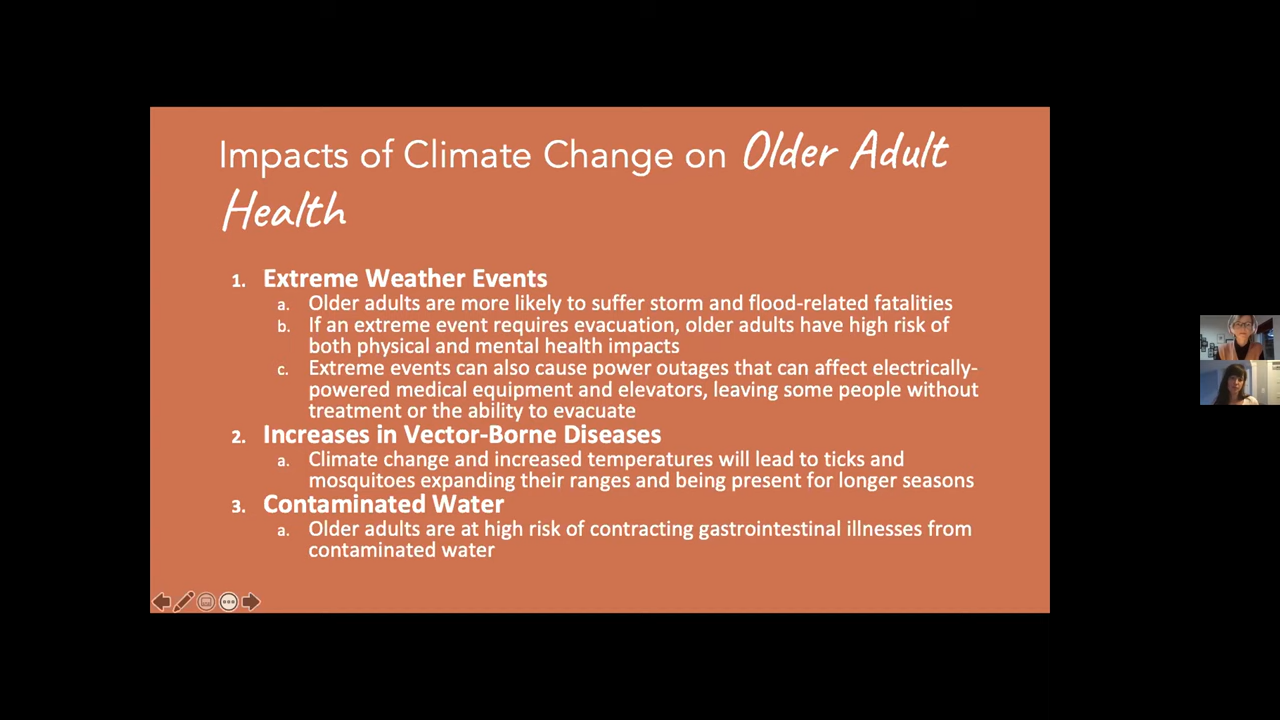 Impacts of Climate Change on Older Adult
Health
1. Extreme Weather Events
a. Older adults are more likely to suffer storm and flood-related fatalities
b. If an extreme event requires evacuation, older adults have high risk of
both physical and mental health impacts
c. Extreme events can also cause power outages that can affect electrically-
powered medical equipment and elevators, leaving some people without
treatment or the ability to evacuate
2. Increases in Vector-Borne Diseases
a. Climate change and increased temperatures will lead to ticks and
mosquitoes expanding their ranges and being present for longer seasons
3. Contaminated Water
a. Older adults are at high risk of contracting gastrointestinal illnesses from
contaminated water